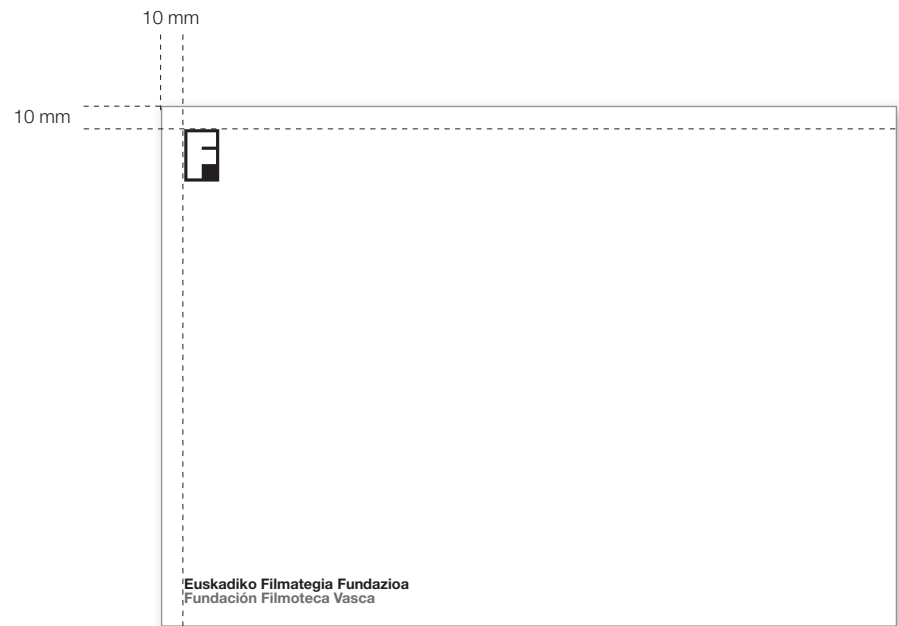 10 mm
10 mm
Euskadiko Filmategia Fundazioa
Fundación Filmoteca Vasca